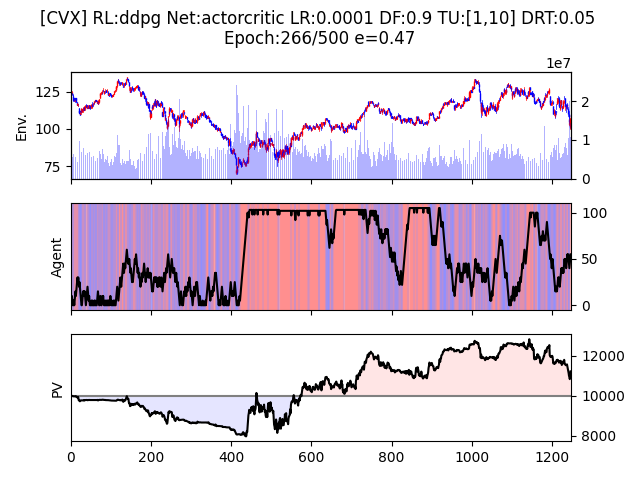 [CVX] RL:ddpg Net:actorcritic LR:0.0001 DF:0.9 TU:[1,10] DRT:0.05
Epoch:266/500 e=0.47
1e7
125
100
75
Env.
2
1
0
Agent
100
50
0
PV
12000
10000
8000
0 200 400 600 800 1000 1200